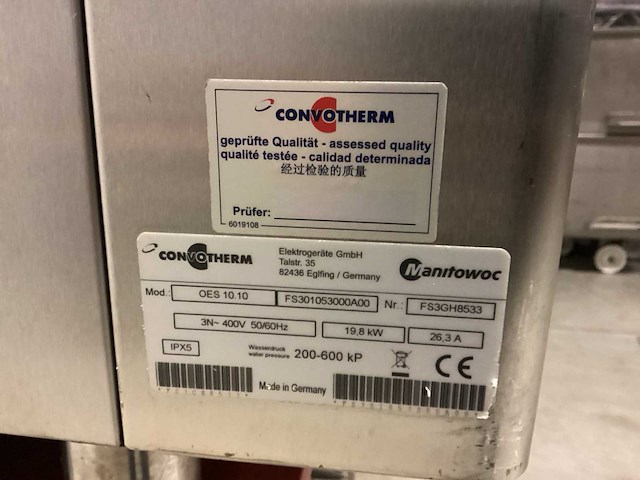 CONVOTHERM
geprüfte Qualität - assessed quality
qualité testée - calidad determinada
经过检验的质量
Prüfer:
6019108
CONVOTHERM
Elektrogeräte GmbH
Talstr. 35
82436 Eglfing / Germany
Manitowoc
Mod.: OES 10.10 FS301053000A00 Nr.: FS3GH8533
3N~ 400V 50/60Hz 19,8 kW 26,3 A
IPX5 Wasserdruck
water pressure 200-600 kP CE
Made in Germany